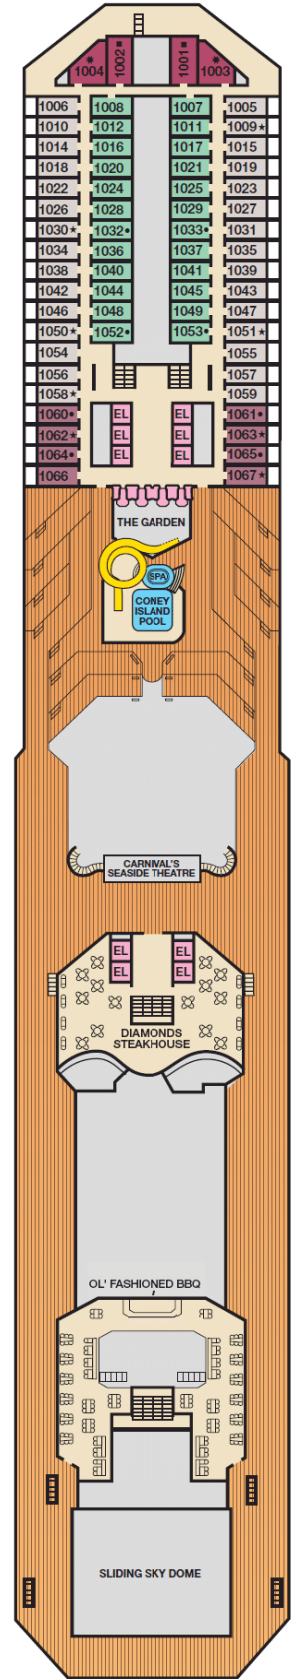 1004 1002■ 1001■ 1003
1006 1008 1007 1005
1010 1012 1011 1009★
1014 1016 1017 1015
1018 1020 1021 1019
1022 1024 1025 1023
1026 1028 1029 1027
1030★ 1032• 1033• 1031
1034 1036 1037 1035
1038 1040 1041 1039
1042 1044 1045 1043
1046 1048 1049 1047
1050★ 1052• 1053• 1051★
1054 1055
1056 1057
1058★ 1059
1060• EL EL 1061•
1062★ EL EL 1063★
1064• EL EL 1065•
1066 1067★
THE GARDEN
SPA
CONEY
ISLAND
POOL
CARNIVAL'S
SEASIDE THEATRE
EL EL
EL EL
DIAMONDS
STEAKHOUSE
OL' FASHIONED BBQ
SLIDING SKY DOME